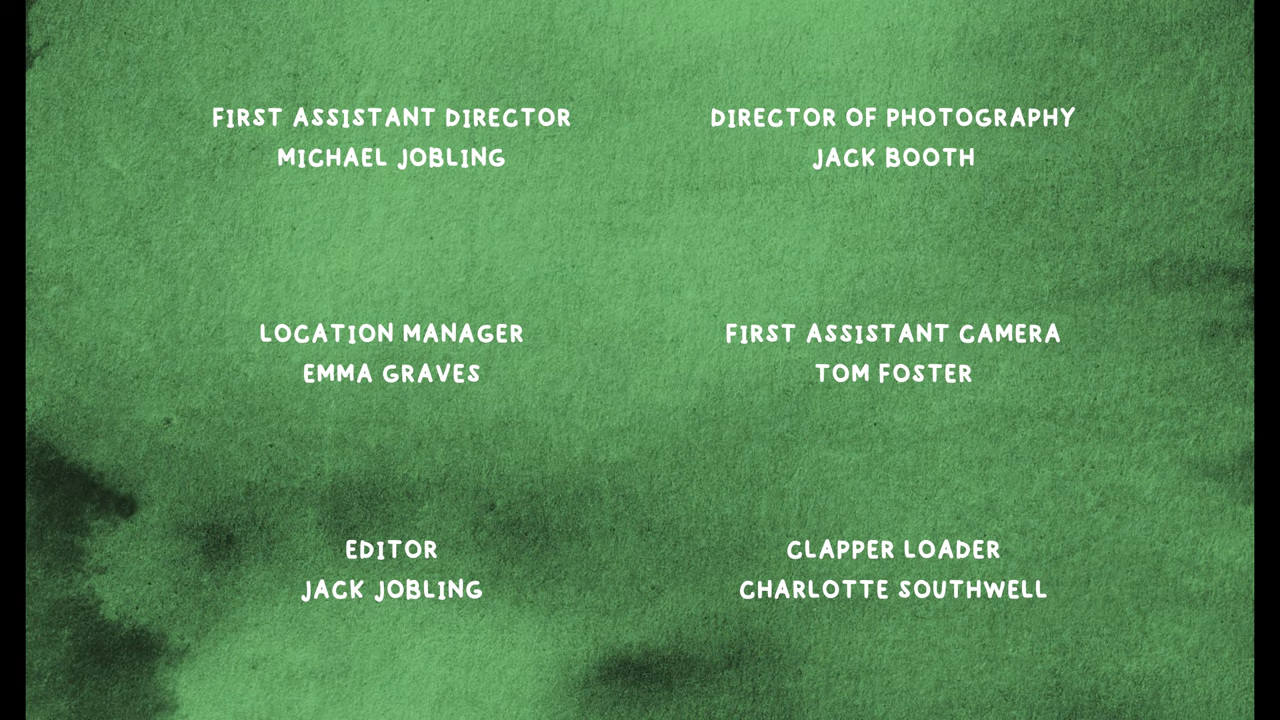 FIRST ASSISTANT DIRECTOR
MICHAEL JOBLING
DIRECTOR OF PHOTOGRAPHY
JACK BOOTH
LOCATION MANAGER
EMMA GRAVES
FIRST ASSISTANT CAMERA
TOM FOSTER
EDITOR
JACK JOBLING
CLAPPER LOADER
CHARLOTTE SOUTHWELL